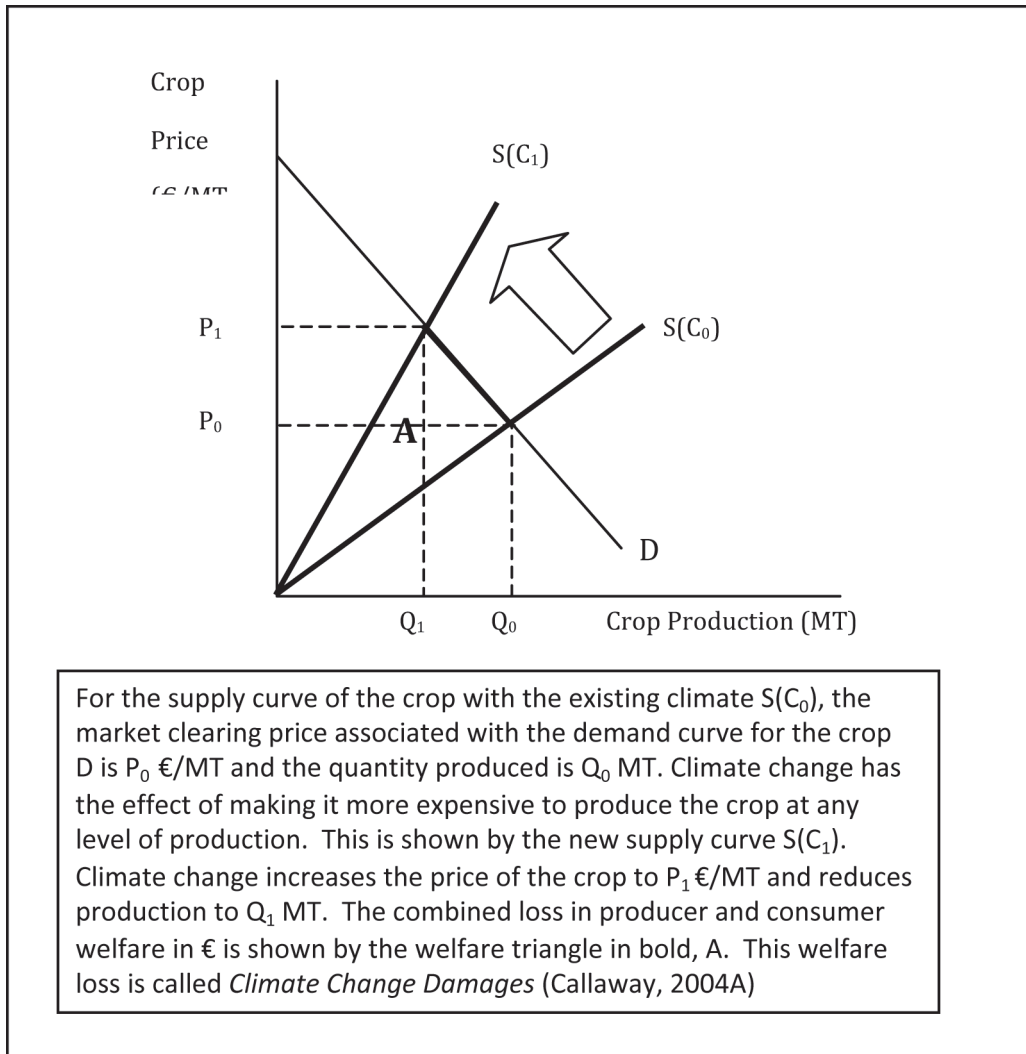 Crop
Price
(€/MT
S(C₁)
P₁
S(C₀)
P₀
A
D
Q₁ Q₀ Crop Production (MT)
For the supply curve of the crop with the existing climate S(C₀), the
market clearing price associated with the demand curve for the crop
D is P₀ €/MT and the quantity produced is Q₀ MT. Climate change has
the effect of making it more expensive to produce the crop at any
level of production. This is shown by the new supply curve S(C₁).
Climate change increases the price of the crop to P₁ €/MT and reduces
production to Q₁ MT. The combined loss in producer and consumer
welfare in € is shown by the welfare triangle in bold, A. This welfare
loss is called Climate Change Damages (Callaway, 2004A)